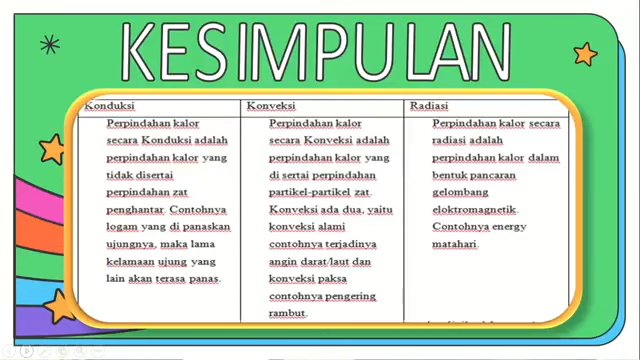 KESIMPULAN
Konduksi
Perpindahan kalor
secara Konduksi adalah
perpindahan kalor yang
tidak disertai
perpindahan zat
penghantar. Contohnya
logam yang di panaskan
ujungnya, maka lama
kelamaan ujung yang
lain akan terasa panas.
Konveksi
Perpindahan kalor
secara Konveksi adalah
perpindahan kalor yang
di sertai perpindahan
partikel-partikel zat.
Konveksi ada dua, yaitu
konveksi alami
contohnya terjadinya
angin darat/laut dan
konveksi paksa
contohnya pengering
rambut.
Radiasi
Perpindahan kalor secara
radiasi adalah
perpindahan kalor dalam
bentuk pancaran
gelombang
eloktromagnetik.
Contohnya energy
matahari.